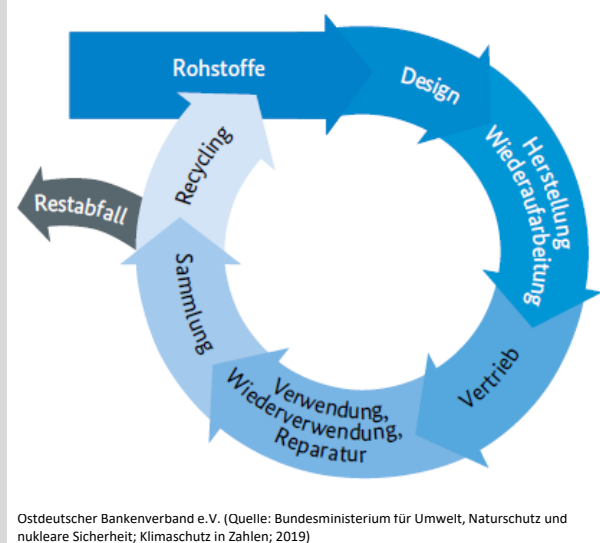 Rohstoffe
Design
Herstellung
Wiederaufarbeitung
Vertrieb
Verwendung,
Wiederverwendung,
Reparatur
Sammlung
Recycling
Restabfall
Ostdeutscher Bankenverband e.V. (Quelle: Bundesministerium für Umwelt, Naturschutz und
nukleare Sicherheit; Klimaschutz in Zahlen; 2019)